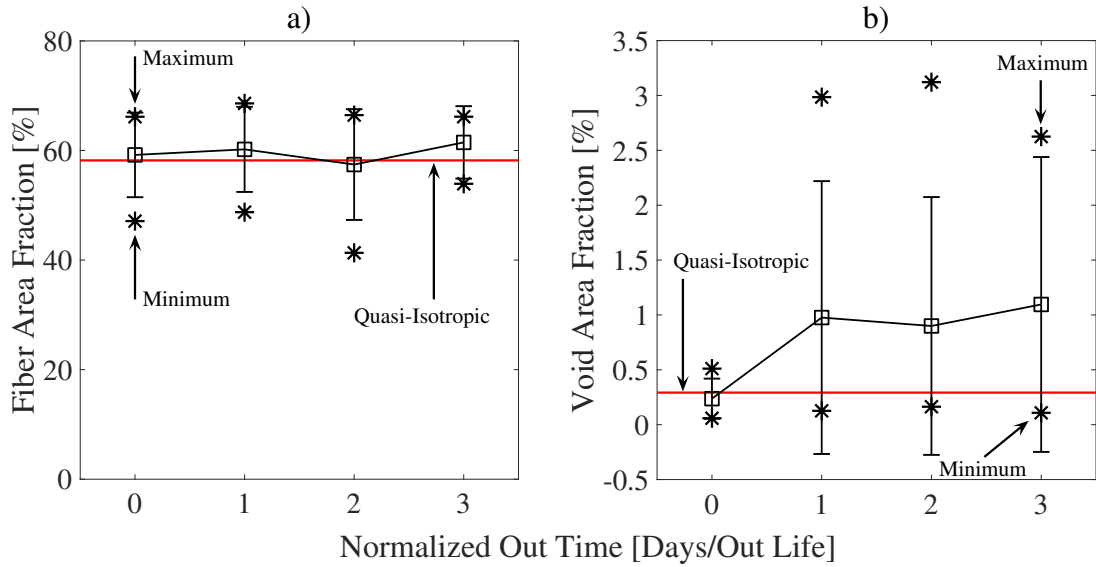 a)
Fiber Area Fraction [%]
80
60
40
20
0
Maximum
Minimum
Quasi-Isotropic
0 1 2 3
b)
Void Area Fraction [%]
3.5
3
2.5
2
1.5
1
0.5
0
-0.5
Maximum
Quasi-Isotropic
Minimum
0 1 2 3
Normalized Out Time [Days/Out Life]